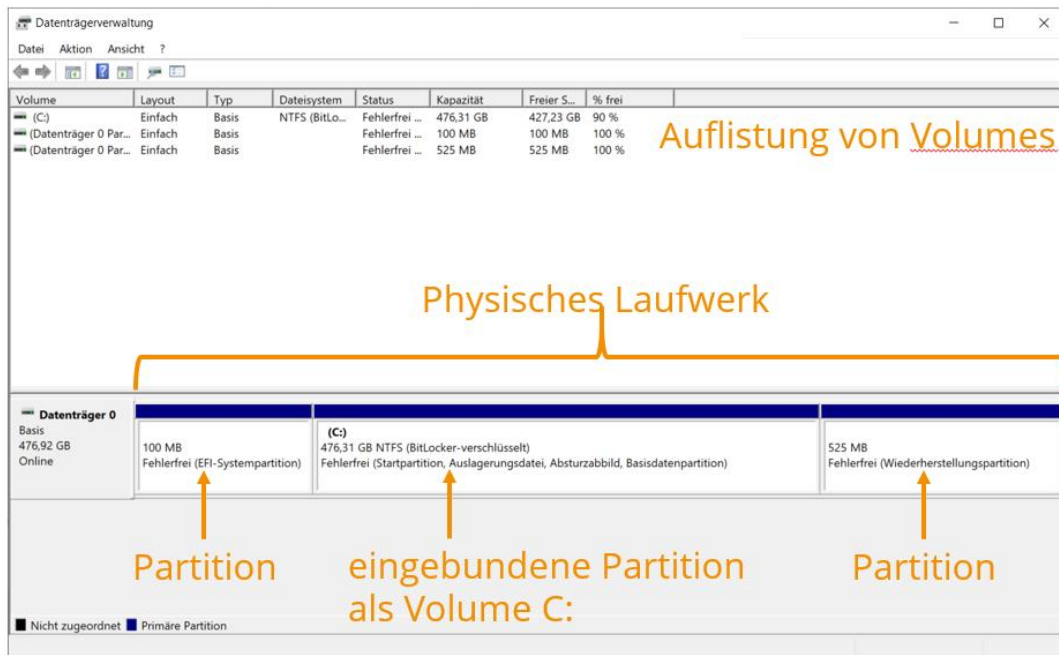 Datenträgerverwaltung
Datei Aktion Ansicht ?
Volume Layout Typ Dateisystem Status Kapazität Freier S... % frei
(C:) Einfach Basis NTFS (BitLo... Fehlerfrei ... 476,31 GB 427,23 GB 90 %
(Datenträger 0 Par... Einfach Basis Fehlerfrei ... 100 MB 100 MB 100 %
(Datenträger 0 Par... Einfach Basis Fehlerfrei ... 525 MB 525 MB 100 %
Auflistung von Volumes
Physisches Laufwerk
Datenträger 0
Basis
476,92 GB
Online
100 MB
Fehlerfrei (EFI-Systempartition)
(C:)
476,31 GB NTFS (BitLocker-verschlüsselt)
Fehlerfrei (Startpartition, Auslagerungsdatei, Absturzabbild, Basisdatenpartition)
525 MB
Fehlerfrei (Wiederherstellungspartition)
Partition
eingebundene Partition
als Volume C:
Partition
Nicht zugeordnet Primäre Partition